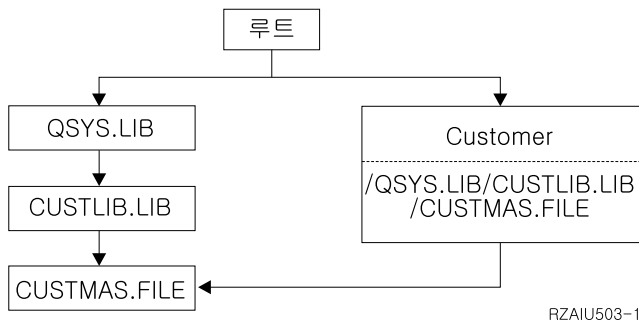 루트
QSYS.LIB
Customer
/QSYS.LIB/CUSTLIB.LIB
/CUSTMAS.FILE
CUSTLIB.LIB
CUSTMAS.FILE
RZAIU503-1